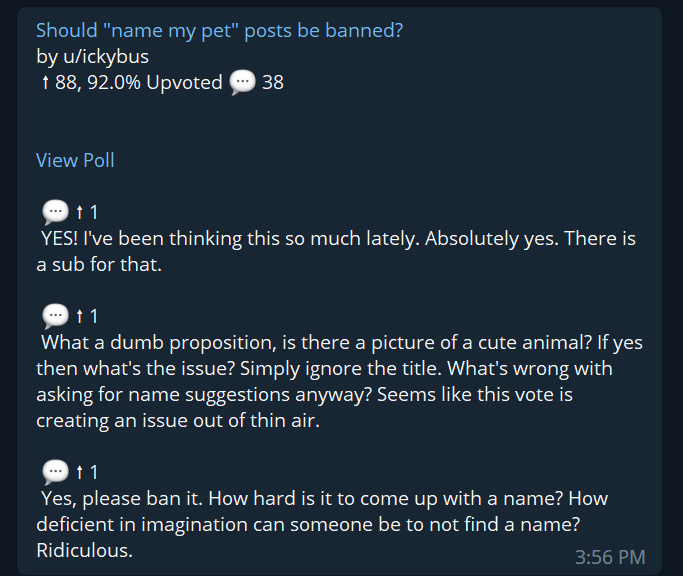 Should "name my pet" posts be banned?
by u/ickybus
↑ 88, 92.0% Upvoted 💬 38
View Poll
💬 ↑ 1
YES! I've been thinking this so much lately. Absolutely yes. There is
a sub for that.
💬 ↑ 1
What a dumb proposition, is there a picture of a cute animal? If yes
then what's the issue? Simply ignore the title. What's wrong with
asking for name suggestions anyway? Seems like this vote is
creating an issue out of thin air.
💬 ↑ 1
Yes, please ban it. How hard is it to come up with a name? How
deficient in imagination can someone be to not find a name?
Ridiculous.
3:56 PM